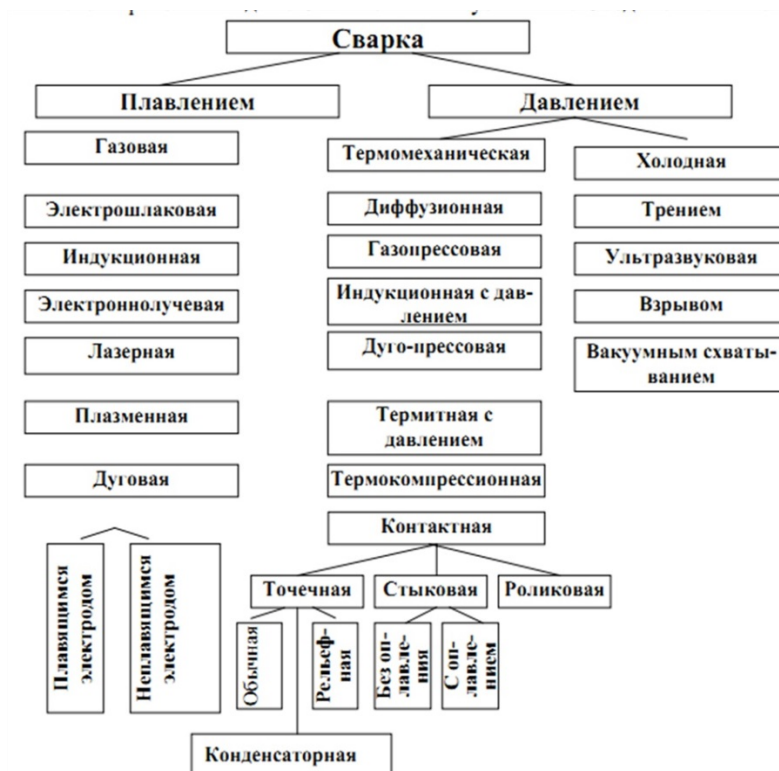 Сварка
Плавлением
Давлением
Газовая
Термомеханическая
Холодная
Электрошлаковая
Диффузионная
Трением
Индукционная
Газопрессовая
Ультразвуковая
Электроннолучевая
Индукционная с дав-
лением
Взрывом
Лазерная
Дуго-прессовая
Вакуумным схваты-
ванием
Плазменная
Термитная с
давлением
Дуговая
Термокомпрессионная
Контактная
Плавящимся
электродом
Неплавящимся
электродом
Точечная
Стыковая
Роликовая
Обычная
Рельеф-
ная
Без оп-
лавле-
ния
С оп-
лавле-
нием
Конденсаторная